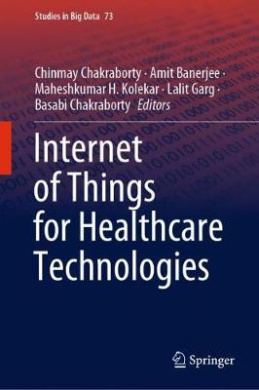 Studies in Big Data 73
Chinmay Chakraborty · Amit Banerjee ·
Maheshkumar H. Kolekar · Lalit Garg ·
Basabi Chakraborty Editors
Internet
of Things
for Healthcare
Technologies
Springer